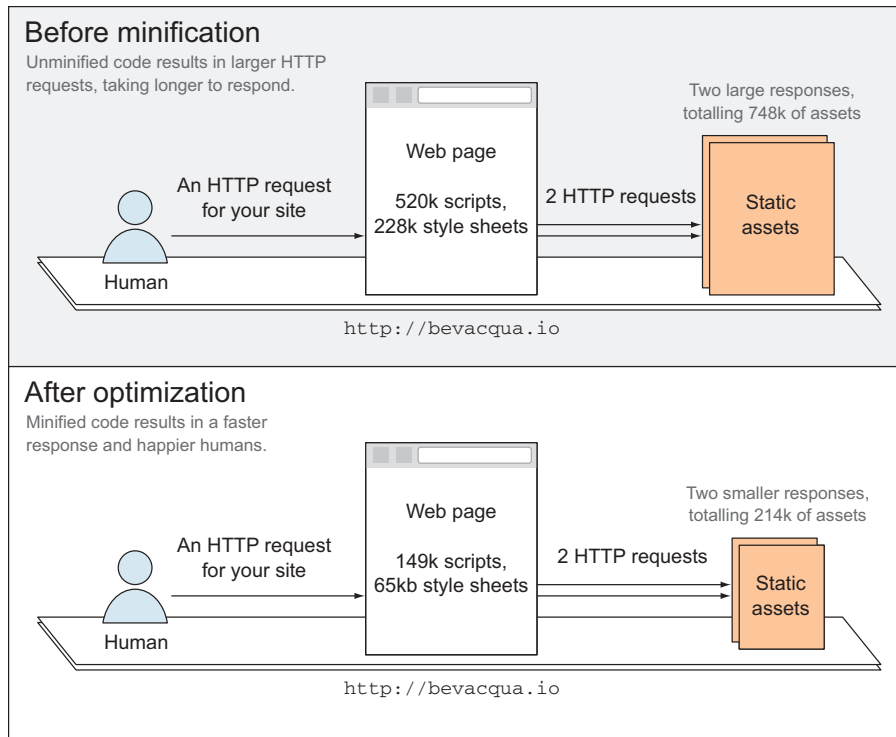 Before minification
Unminified code results in larger HTTP
requests, taking longer to respond.
Two large responses,
totalling 748k of assets
Web page
An HTTP request
for your site
520k scripts,
228k style sheets
2 HTTP requests
Static
assets
Human
http://bevacqua.io
After optimization
Minified code results in a faster
response and happier humans.
Two smaller responses,
totalling 214k of assets
Web page
An HTTP request
for your site
149k scripts,
65kb style sheets
2 HTTP requests
Static
assets
Human
http://bevacqua.io